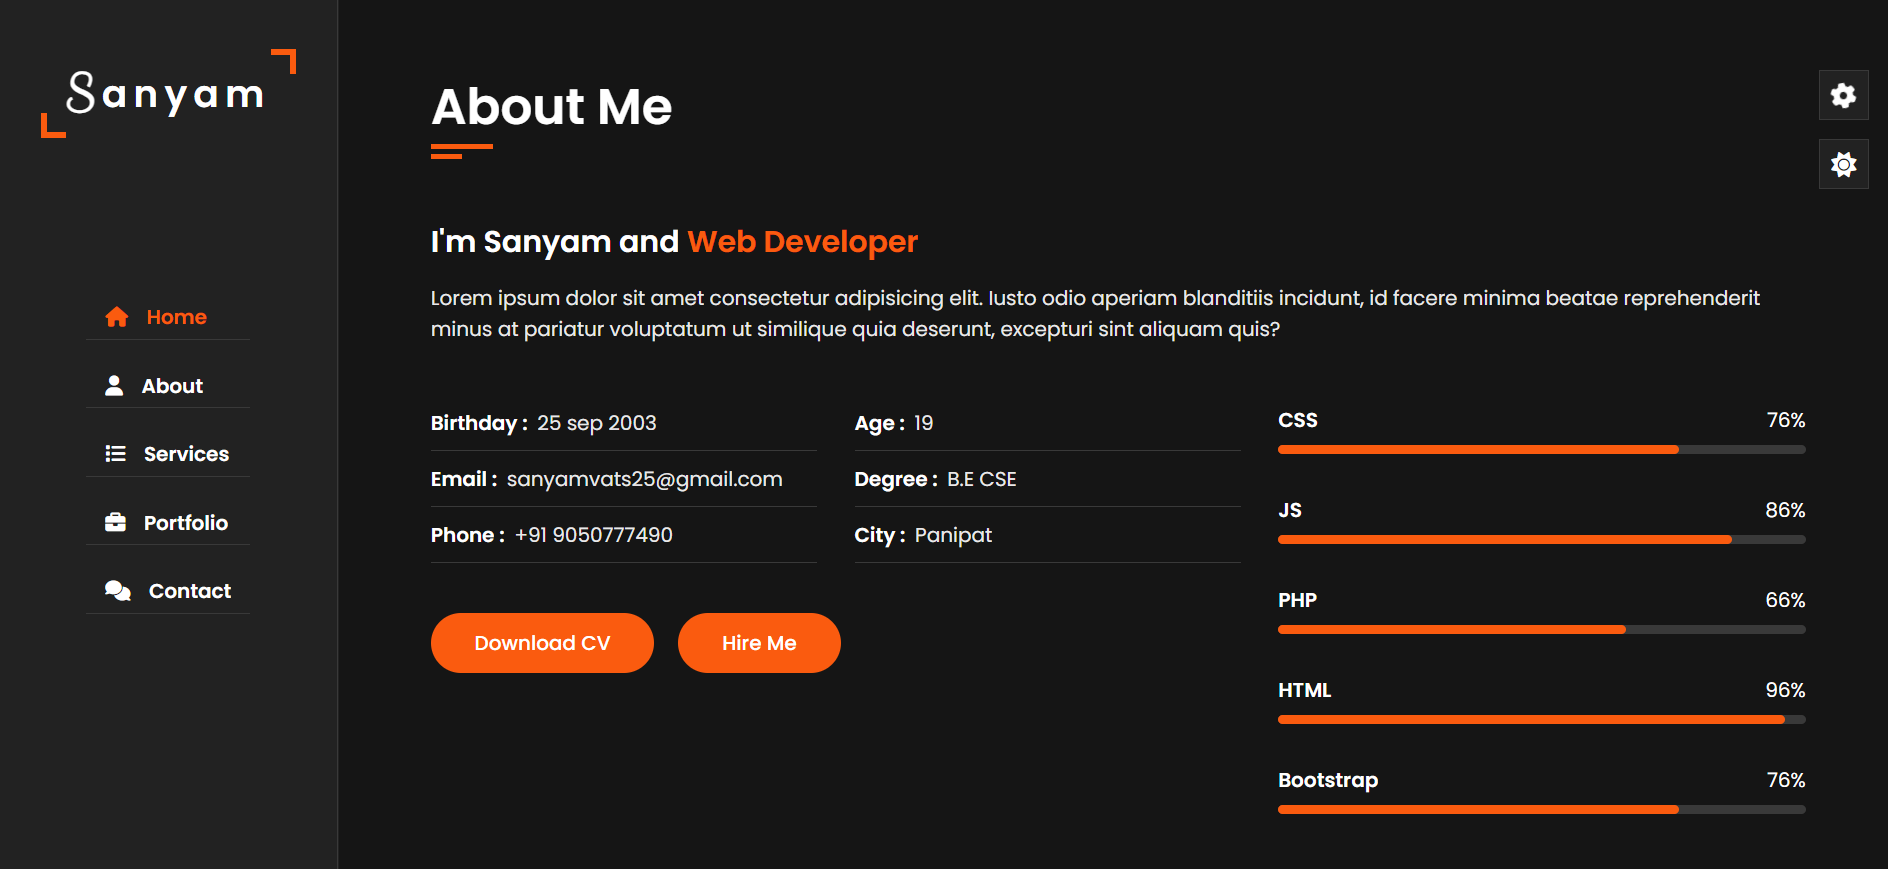 Sanyam
Home
About
Services
Portfolio
Contact
About Me
I'm Sanyam and Web Developer
Lorem ipsum dolor sit amet consectetur adipisicing elit. Iusto odio aperiam blanditiis incidunt, id facere minima beatae reprehenderit
minus at pariatur voluptatum ut similique quia deserunt, excepturi sint aliquam quis?
Birthday : 25 sep 2003
Age : 19
Email : sanyamvats25@gmail.com
Degree : B.E CSE
Phone : +91 9050777490
City : Panipat
Download CV
Hire Me
CSS 76%
JS 86%
PHP 66%
HTML 96%
Bootstrap 76%